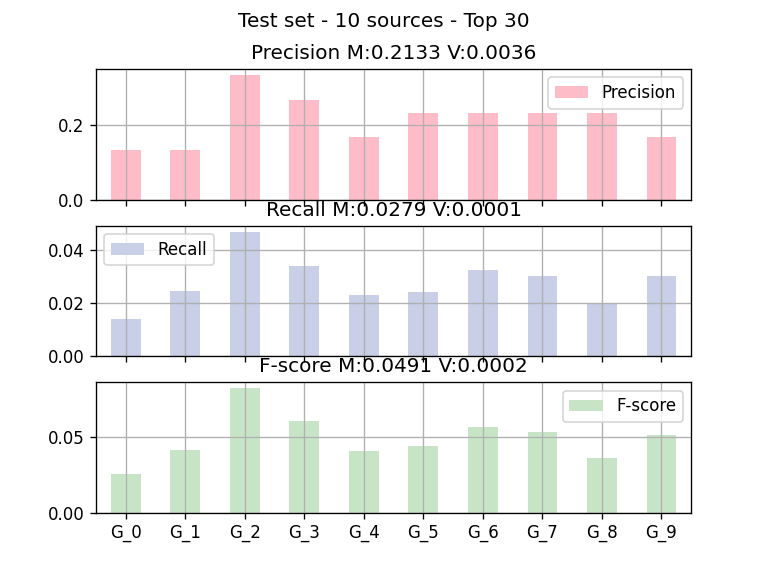 Test set - 10 sources - Top 30
Precision M:0.2133 V:0.0036
Precision
0.2
0.0
Recall M:0.0279 V:0.0001
Recall
0.04
0.02
0.00
F-score M:0.0491 V:0.0002
F-score
0.05
0.00
G_0 G_1 G_2 G_3 G_4 G_5 G_6 G_7 G_8 G_9